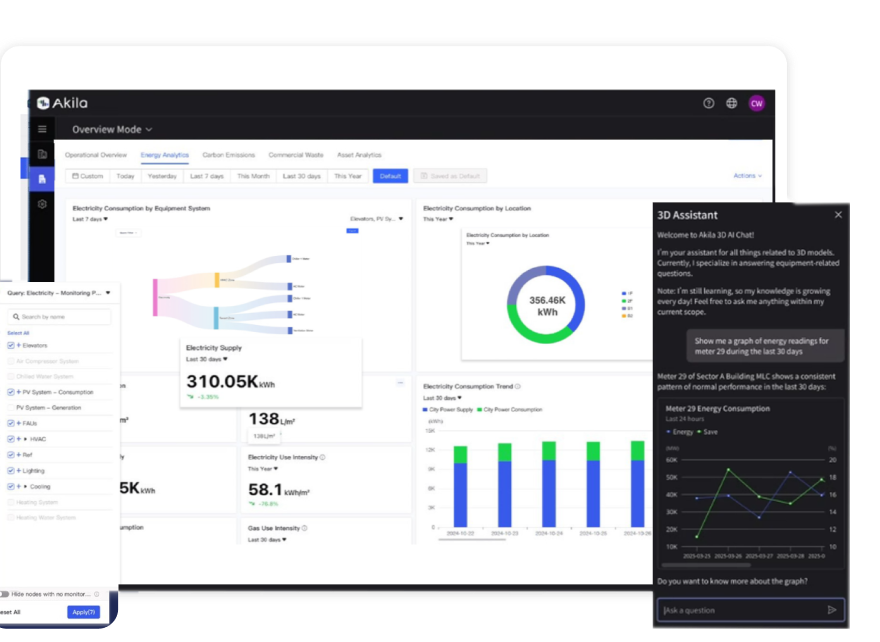 Akila
CW
Overview Mode
Operational Overview Energy Analytics Carbon Emissions Commercial Waste Asset Analytics
Custom Today Yesterday Last 7 days This Month Last 30 days This Year Default Saved as Default
Actions
Electricity Consumption by Equipment System
Last 7 days
Elevators, PV Sy...
Electricity Consumption by Location
This Year
Electricity Consumption by Location
This Year
356.46K
kWh
Electricity Supply
Last 30 days
310.05K kWh
-3.35%
138 L/m²
138L/m²
Electricity Use Intensity
This Year
58.1 kWh/m²
5K kWh
Gas Use Intensity
Last 30 days
Electricity Consumption Trend
Last 30 days
City Power Supply City Power Consumption
(kWh)
15K
12K
9K
6K
3K
0
2024-10-22 2024-10-23 2024-10-24 2024-10-25 2024-10-26
Query: Electricity – Monitoring P...
Search by name
Select All
Elevators
Air Compressor System
Chilled Water System
PV System – Consumption
PV System – Generation
FAUs
HVAC
Ref
Lighting
Cooling
Heating System
Heating Water System
Hide nodes with no monitor...
eset All
Apply(7)
3D Assistant
Welcome to Akila 3D AI Chat!
I'm your assistant for all things related to 3D models.
Currently, I specialize in answering equipment-related
questions.
Note: I'm still learning, so my knowledge is growing
every day! Feel free to ask me anything within my
current scope.
Show me a graph of energy readings for
meter 29 during the last 30 days
Meter 29 of Sector A Building MLC shows a consistent
pattern of normal performance in the last 30 days:
Meter 29 Energy Consumption
Last 24 hours
Energy Save
(%)
60K 20
50K 18
40K 16
30K 14
20K 12
10K 10
2025-03-25 2025-03-26 2025-03-27 2025-03-28 2025-0
Do you want to know more about the graph?
Ask a question